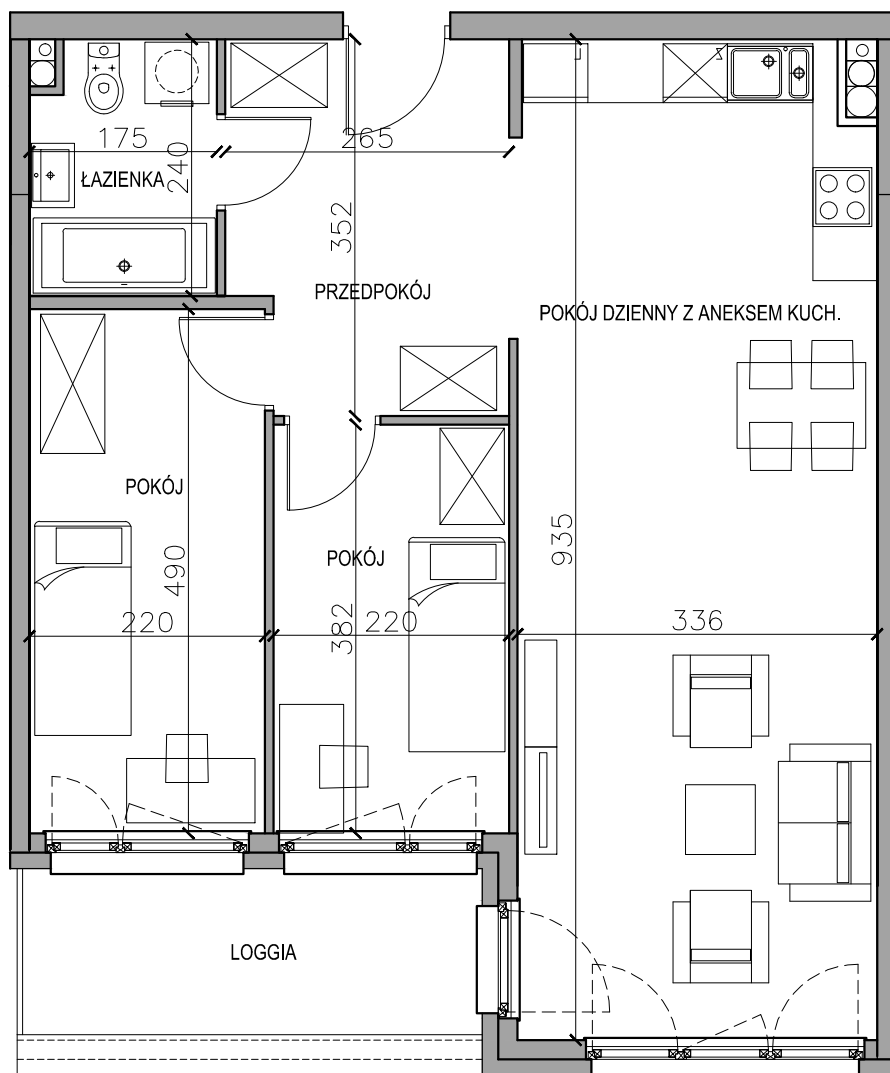 175
265
240
ŁAZIENKA
352
PRZEDPOKÓJ
POKÓJ DZIENNY Z ANEKSEM KUCH.
POKÓJ
490
POKÓJ
935
220
382
220
336
LOGGIA